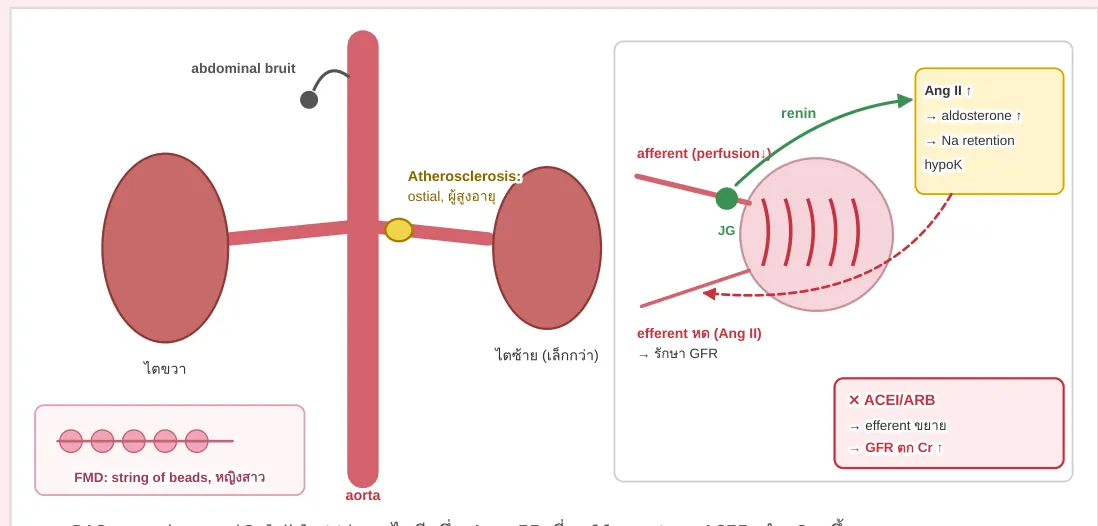 abdominal bruit
Atherosclerosis:
ostial, ผู้สูงอายุ
ไตขวา
ไตซ้าย (เล็กกว่า)
FMD: string of beads, หญิงสาว
aorta
renin
afferent (perfusion↓)
JG
Ang II ↑
→ aldosterone ↑
→ Na retention
hypoK
efferent หด (Ang II)
→ รักษา GFR
✕ ACEI/ARB
→ efferent ขยาย
→ GFR ตก Cr ↑